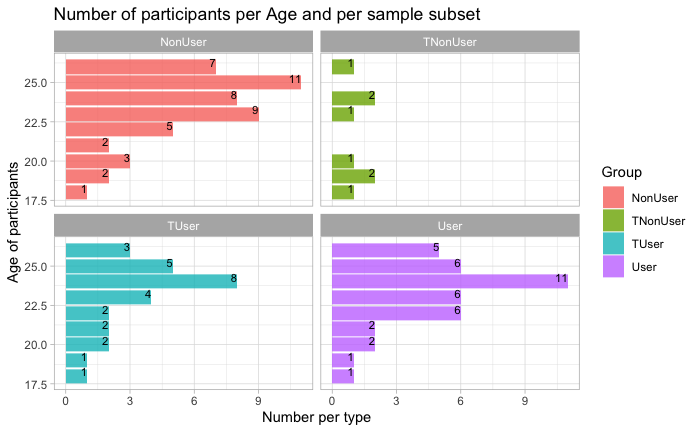 Number of participants per Age and per sample subset
NonUser
TNonUser
7
11
8
9
5
2
3
2
1
1
2
1
1
2
1
25.0
22.5
20.0
17.5
TUser
User
3
5
8
4
2
2
2
1
1
5
6
11
6
6
2
2
1
1
25.0
22.5
20.0
17.5
0 3 6 9
0 3 6 9
Number per type
Age of participants
Group
NonUser
TNonUser
TUser
User